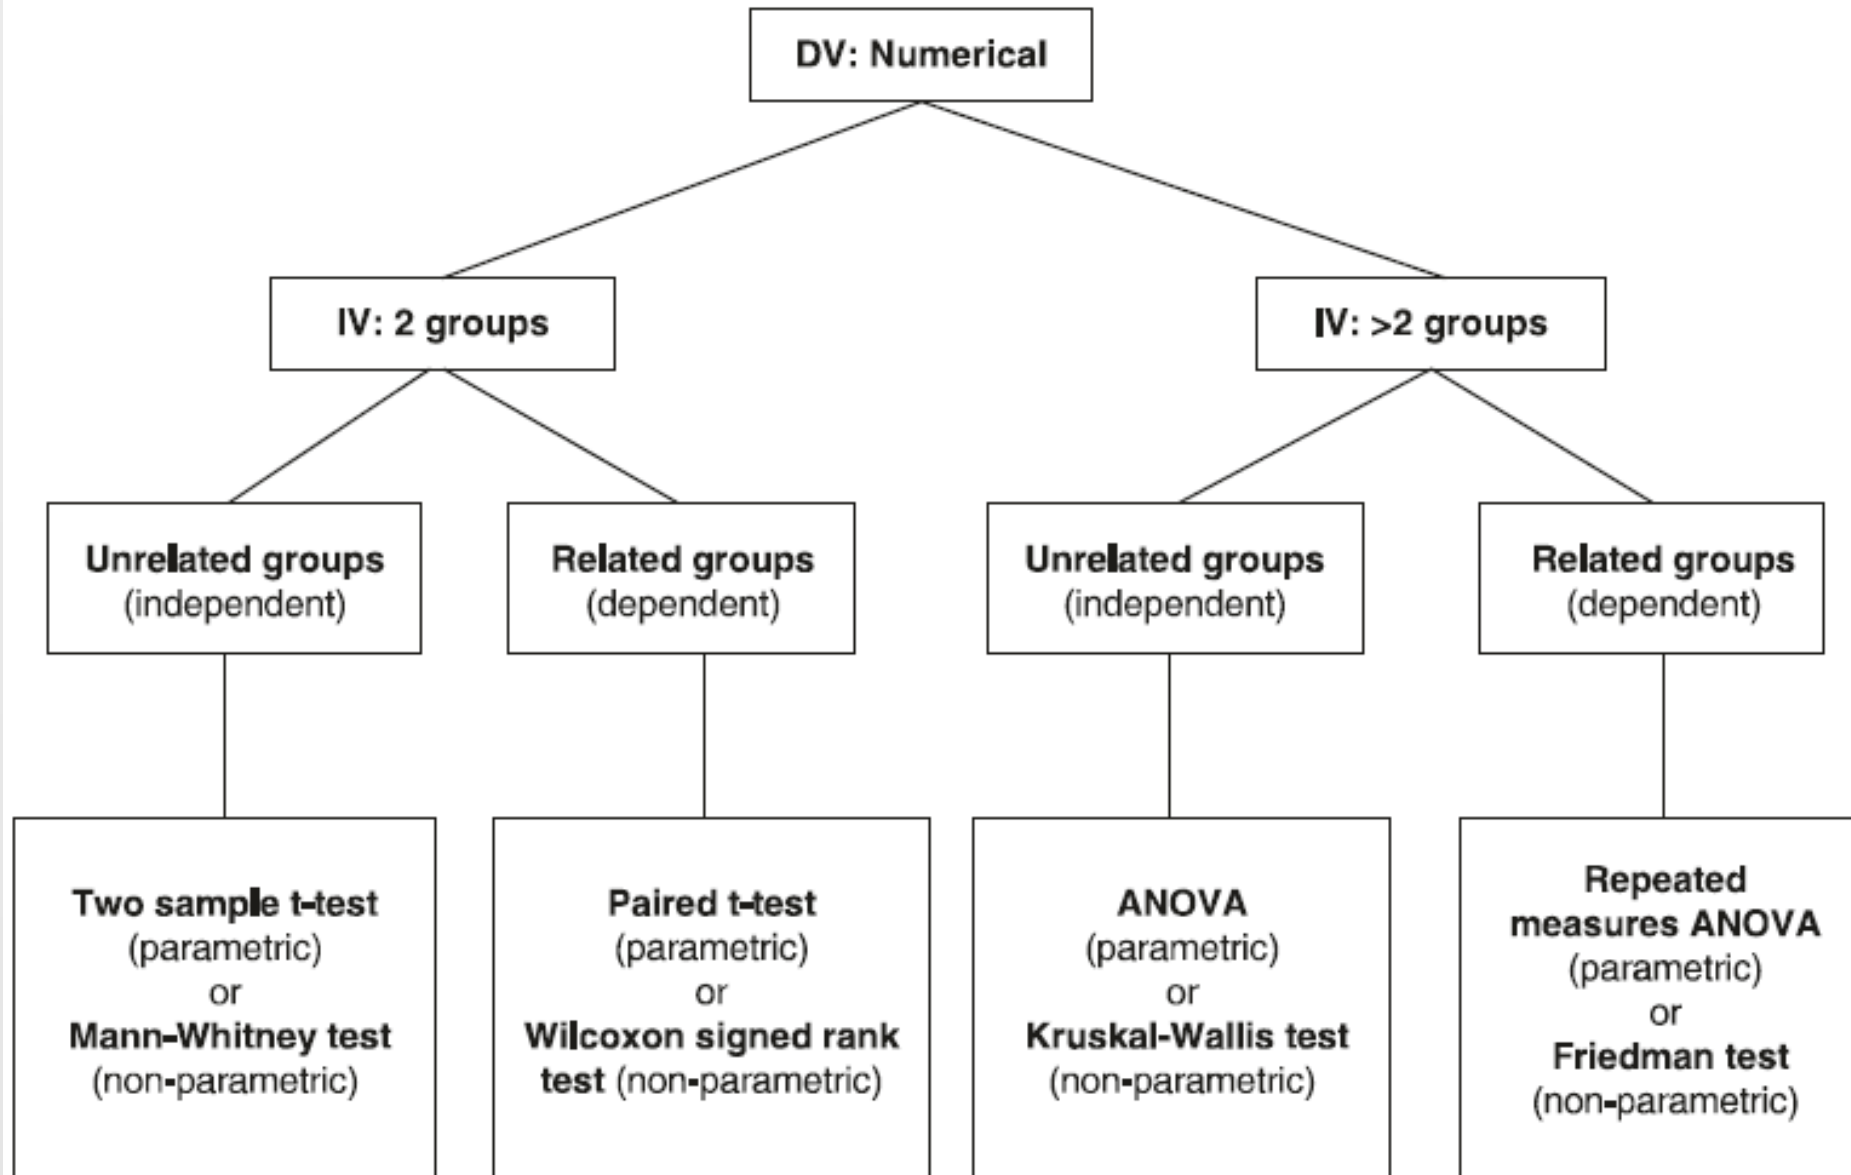 DV: Numerical
IV: 2 groups
IV: >2 groups
Unrelated groups
(independent)
Related groups
(dependent)
Unrelated groups
(independent)
Related groups
(dependent)
Two sample t-test
(parametric)
or
Mann-Whitney test
(non-parametric)
Paired t-test
(parametric)
or
Wilcoxon signed rank
test (non-parametric)
ANOVA
(parametric)
or
Kruskal-Wallis test
(non-parametric)
Repeated
measures ANOVA
(parametric)
or
Friedman test
(non-parametric)